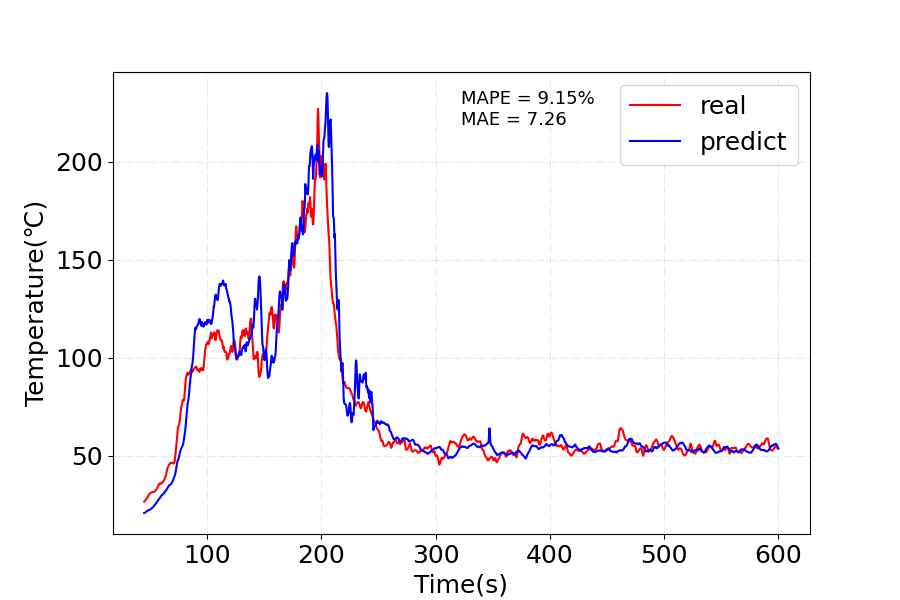 MAPE = 9.15%
MAE = 7.26
real
predict
200
150
100
50
Temperature(℃)
100 200 300 400 500 600
Time(s)